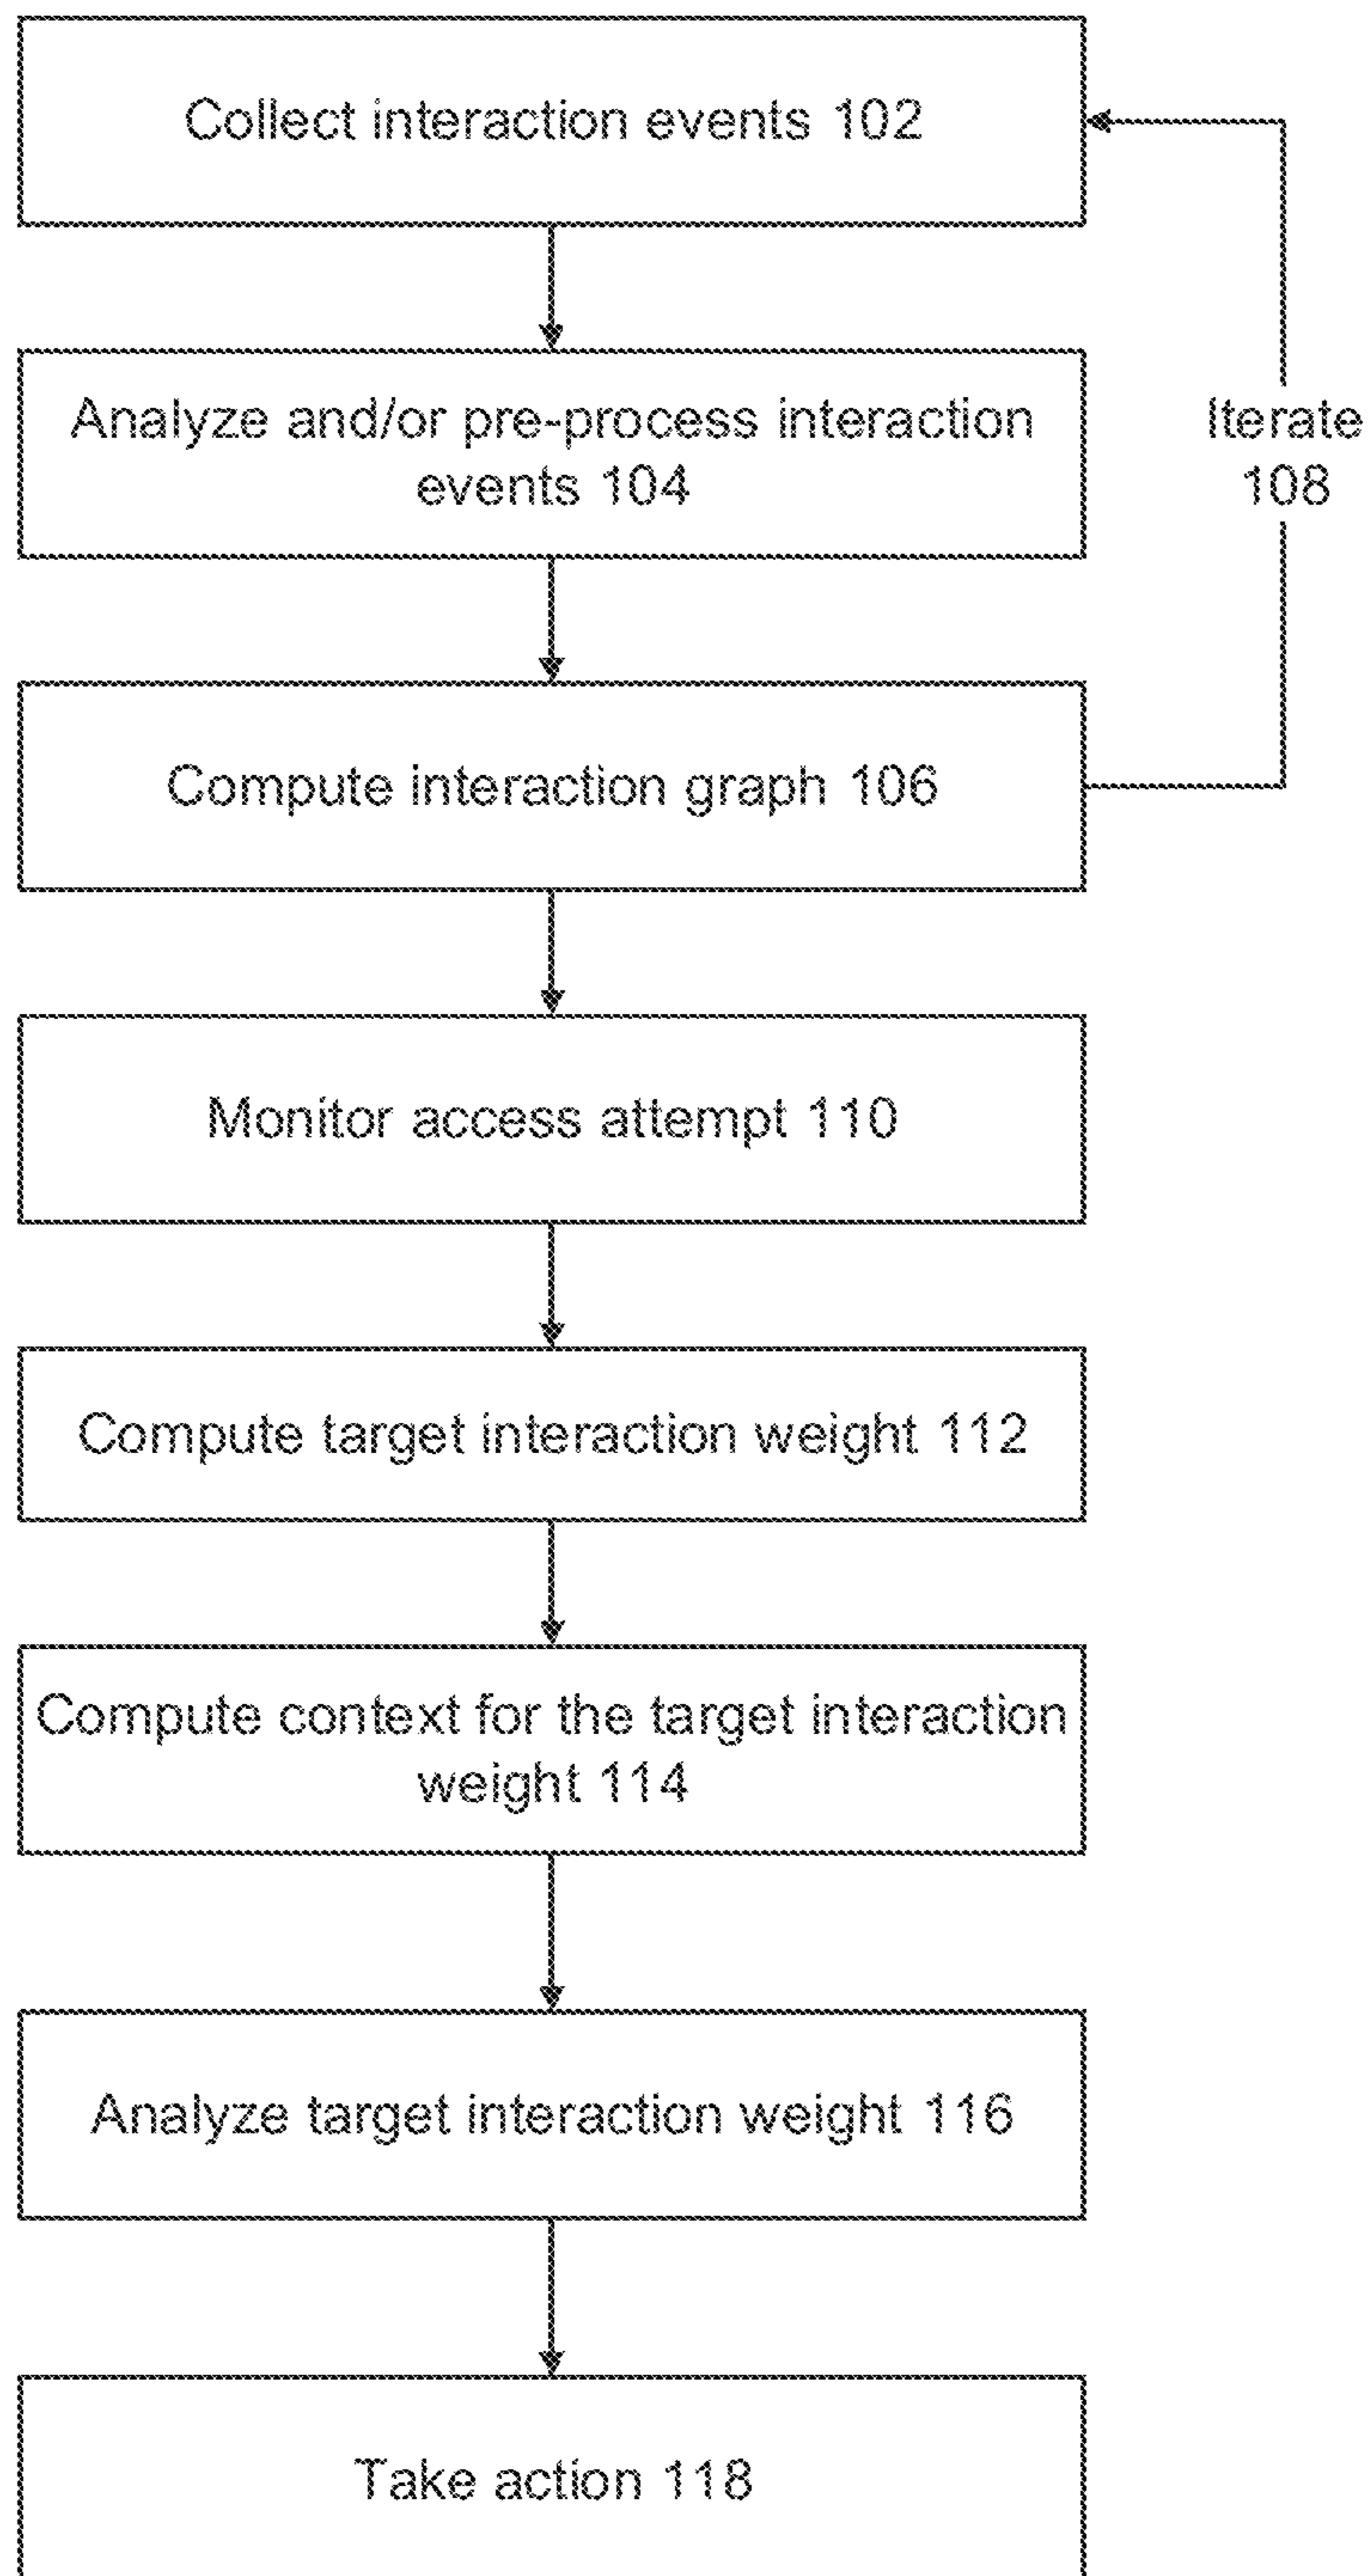 Collect interaction events 102
Analyze and/or pre-process interaction
events 104
Iterate
108
Compute interaction graph 106
Monitor access attempt 110
Compute target interaction weight 112
Compute context for the target interaction
weight 114
Analyze target interaction weight 116
Take action 118